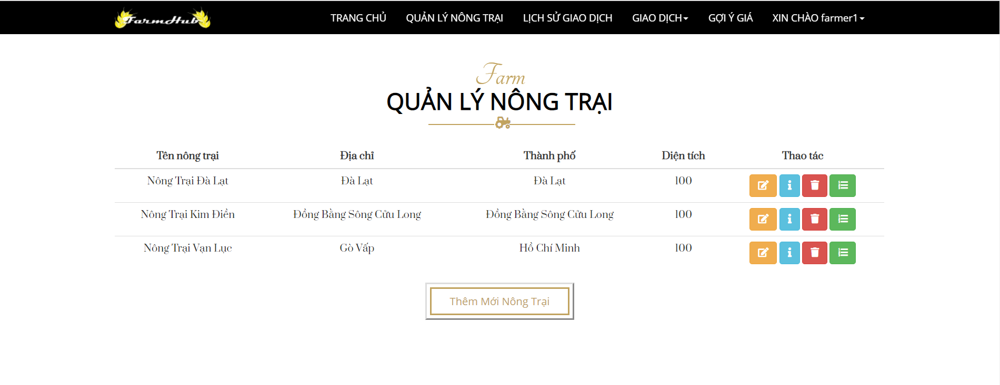 FarmHub TRANG CHỦ QUẢN LÝ NÔNG TRẠI LỊCH SỬ GIAO DỊCH GIAO DỊCH GỢI Ý GIÁ XIN CHÀO farmer1
Farm
QUẢN LÝ NÔNG TRẠI
Tên nông trại Địa chỉ Thành phố Diện tích Thao tác
Nông Trại Đà Lạt Đà Lạt Đà Lạt 100
Nông Trại Kim Điền Đồng Bằng Sông Cửu Long Đồng Bằng Sông Cửu Long 100
Nông Trại Vạn Lục Gò Vấp Hồ Chí Minh 100
Thêm Mới Nông Trại